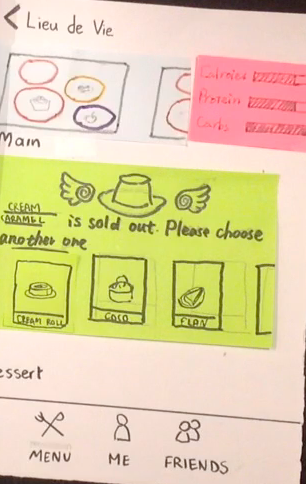 Lieu de Vie
Calories
Protein
Carbs
Main
CREAM
CARAMEL is sold out. Please choose
another one
CREAM ROLL
COCO
FLAN
essert
MENU ME FRIENDS